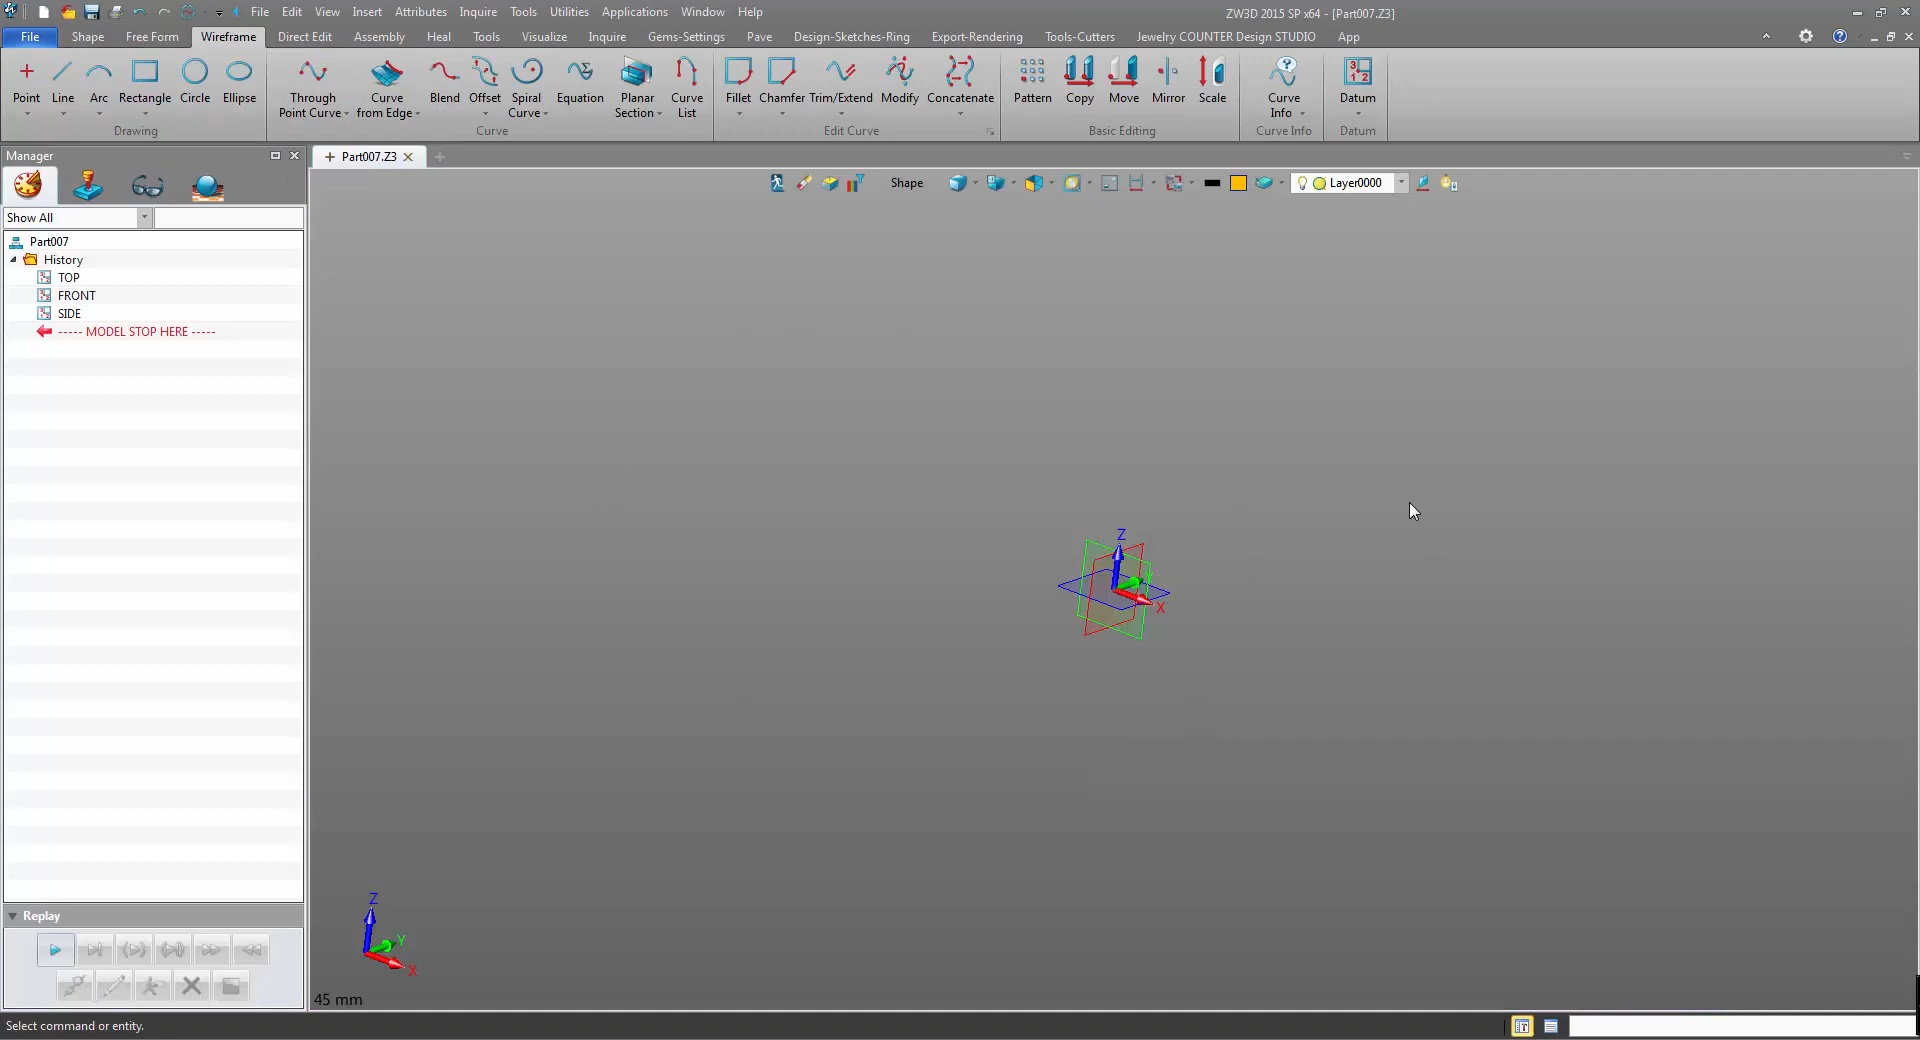 File Edit View Insert Attributes Inquire Tools Utilities Applications Window Help ZW3D 2015 SP x64 - [Part007.Z3]
File Shape Free Form Wireframe Direct Edit Assembly Heal Tools Visualize Inquire Gems-Settings Pave Design-Sketches-Ring Export-Rendering Tools-Cutters Jewelry COUNTER Design STUDIO App
Point Line Arc Rectangle Circle Ellipse Through Curve Blend Offset Spiral Equation Planar Curve Fillet Chamfer Trim/Extend Modify Concatenate Pattern Copy Move Mirror Scale Curve Datum
Point Curve from Edge Curve Section List Info
Drawing Curve Edit Curve Basic Editing Curve Info Datum
Manager Part007.Z3
Shape Layer0000
Show All
Part007
History
TOP
FRONT
SIDE
----- MODEL STOP HERE -----
Z
X
Replay
Z
Y
X
45 mm
Select command or entity.